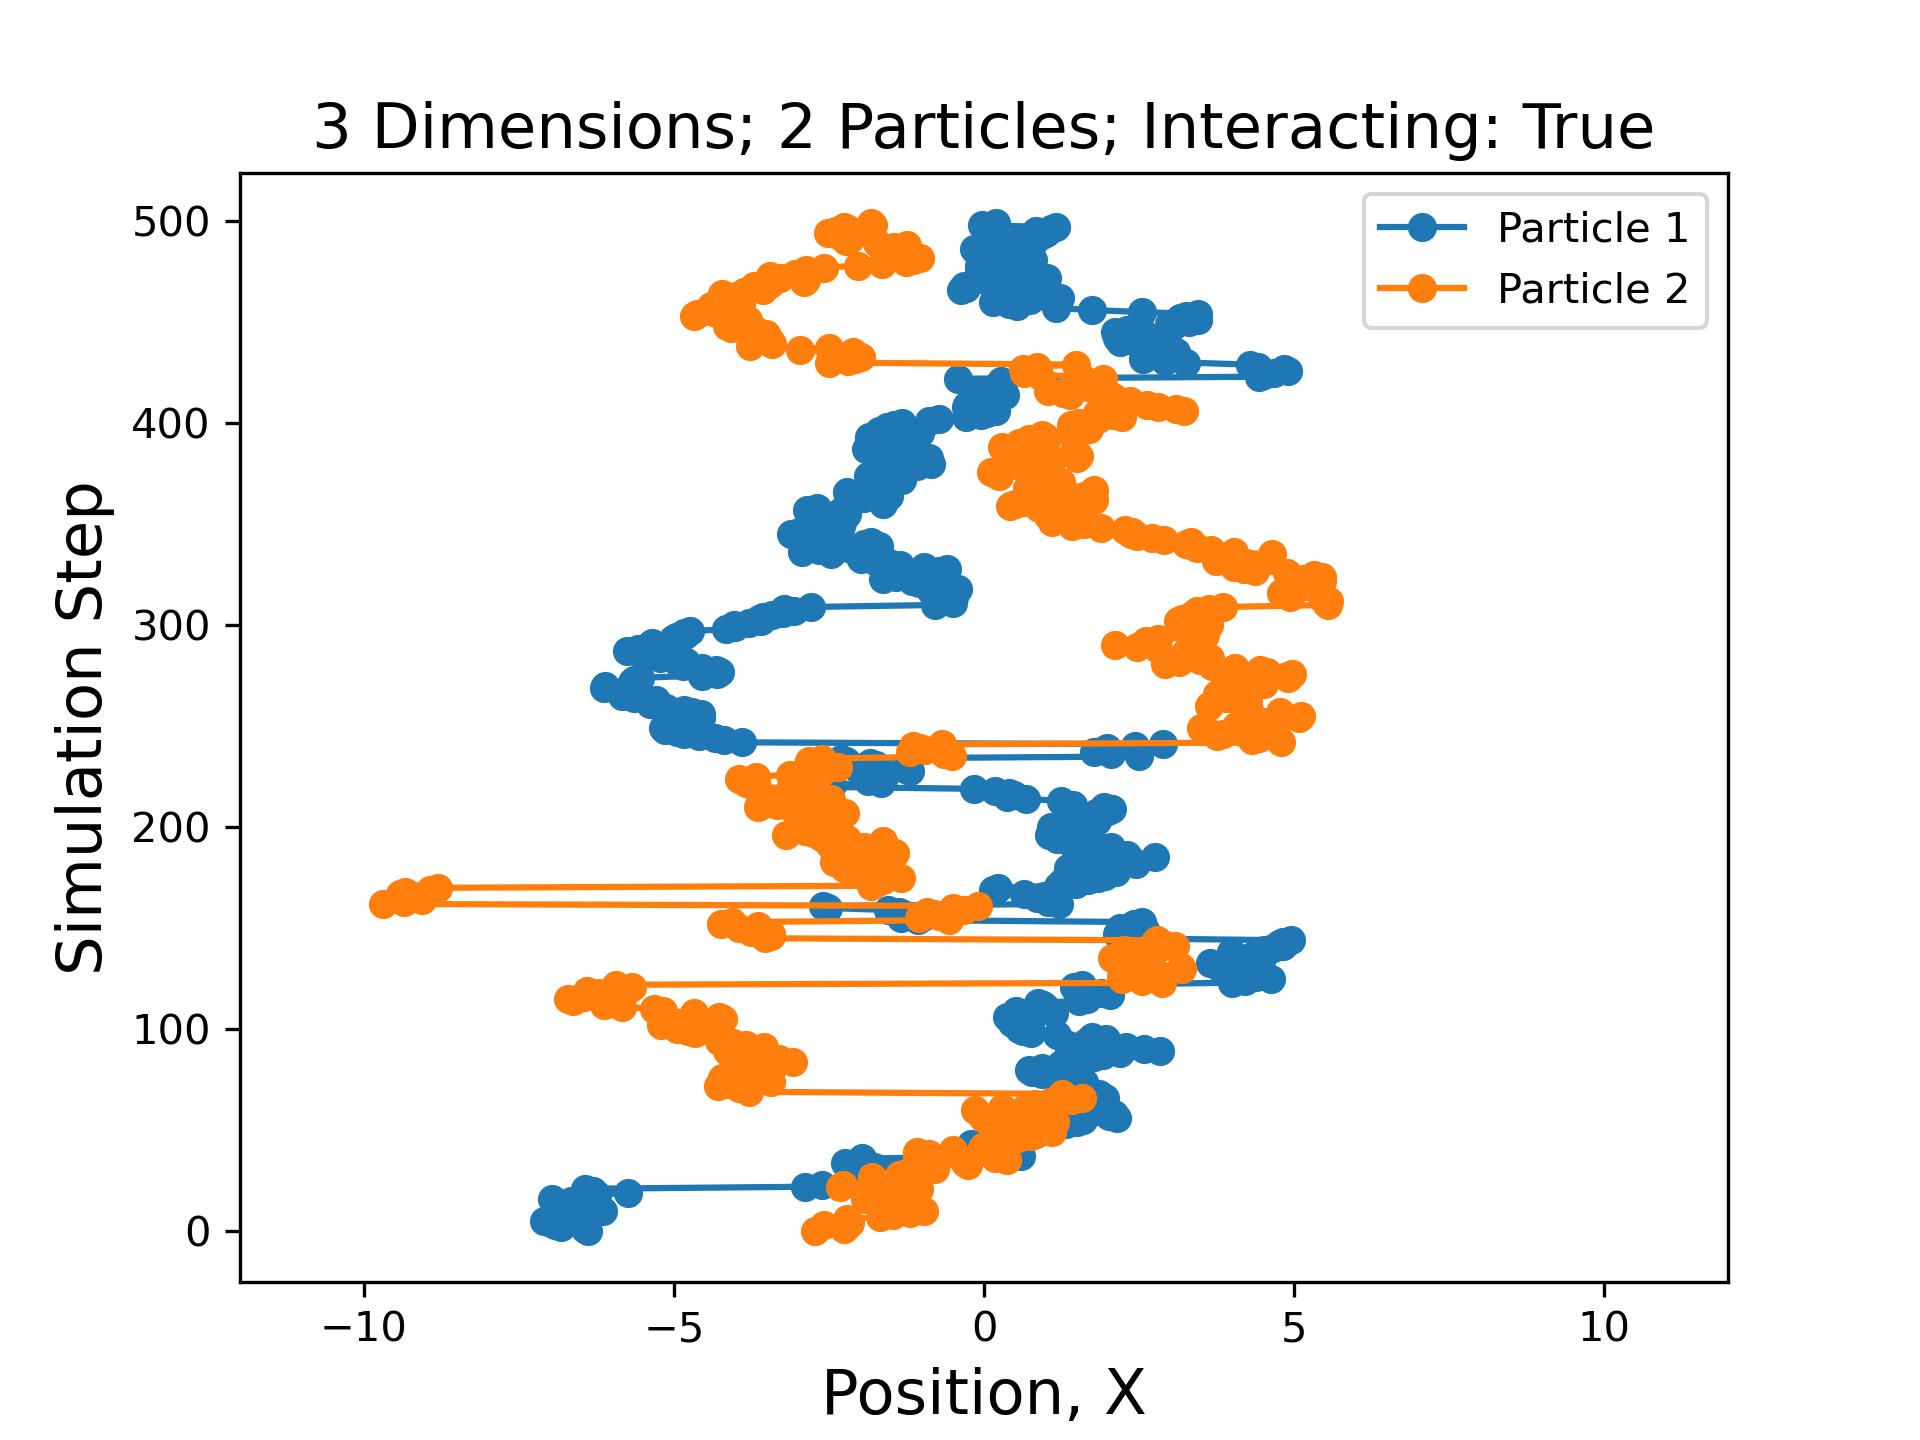 3 Dimensions; 2 Particles; Interacting: True
Particle 1
Particle 2
500
400
300
200
100
0
Simulation Step
−10
−5
0
5
10
Position, X